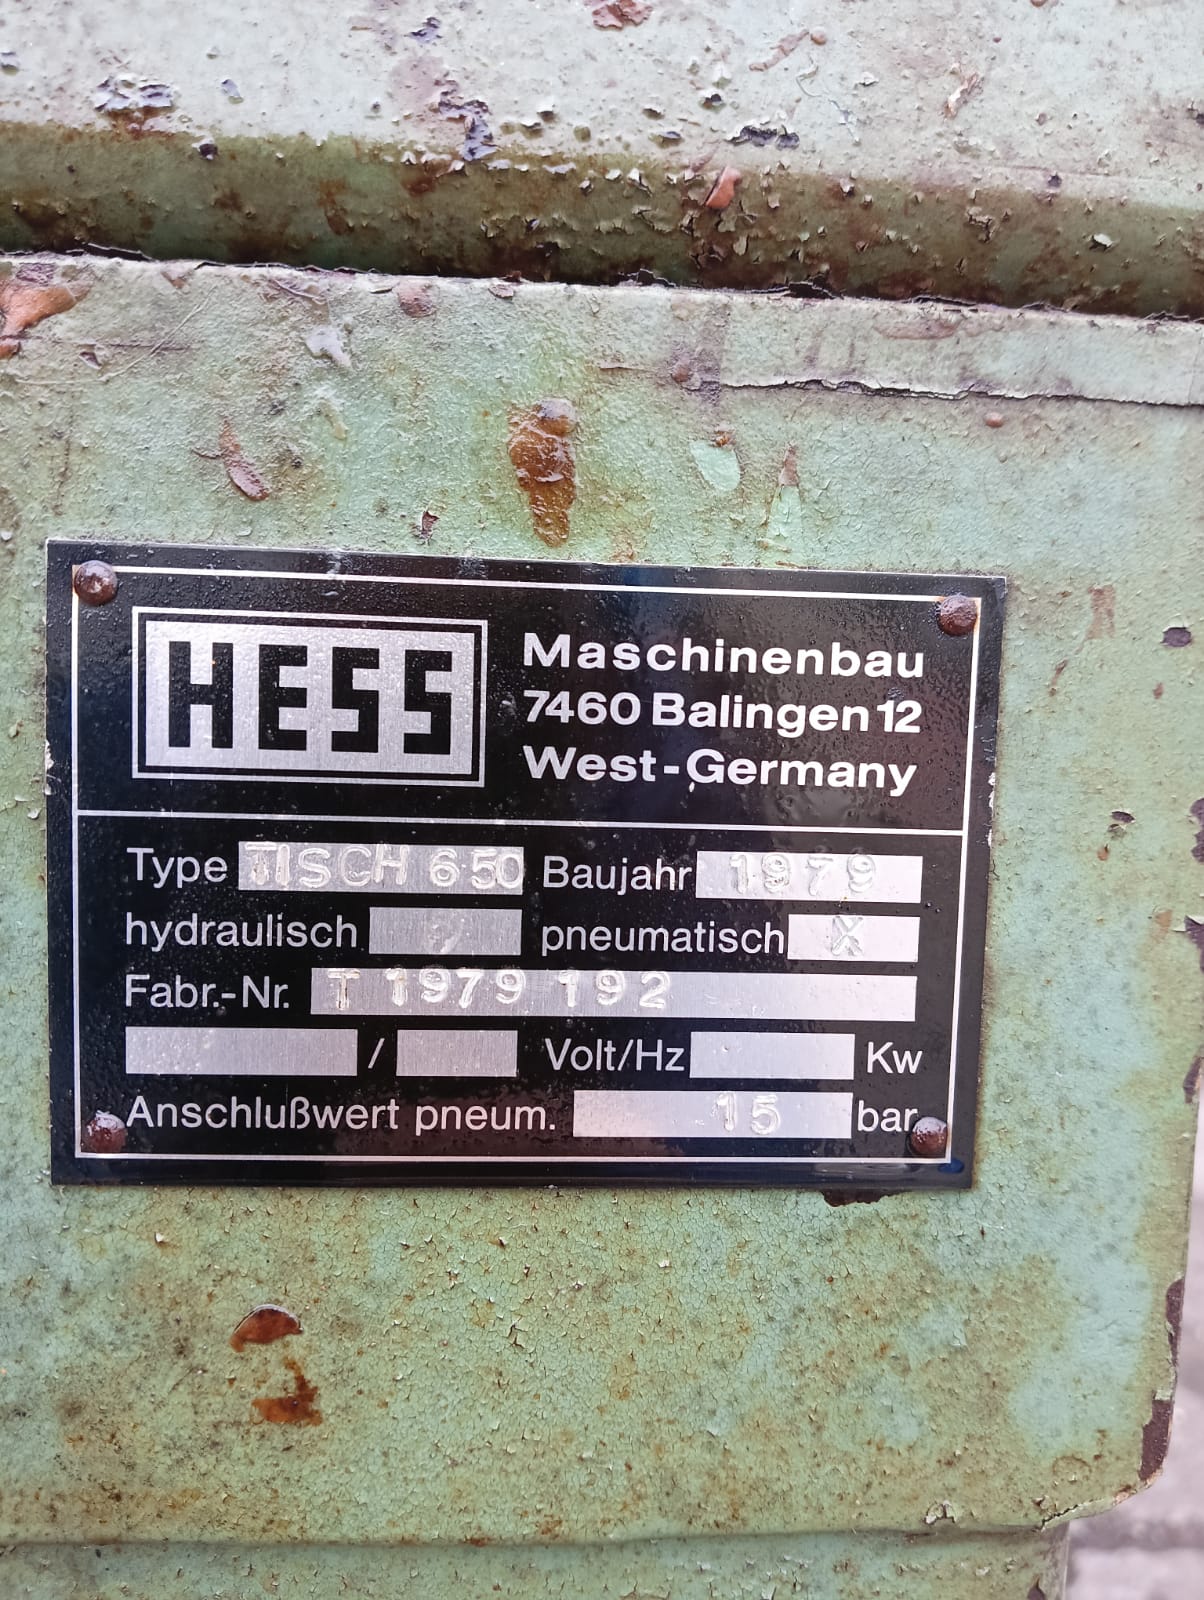 HESS
Maschinenbau
7460 Balingen 12
West-Germany
Type TISCH 650 Baujahr 1979
hydraulisch pneumatisch X
Fabr.-Nr. T 1979 192
/ Volt/Hz Kw
Anschlußwert pneum. 15 bar